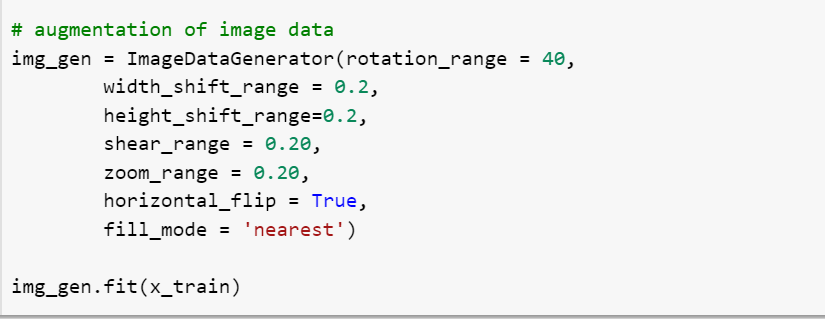 # augmentation of image data
img_gen = ImageDataGenerator(rotation_range = 40,
width_shift_range = 0.2,
height_shift_range=0.2,
shear_range = 0.20,
zoom_range = 0.20,
horizontal_flip = True,
fill_mode = 'nearest')
img_gen.fit(x_train)